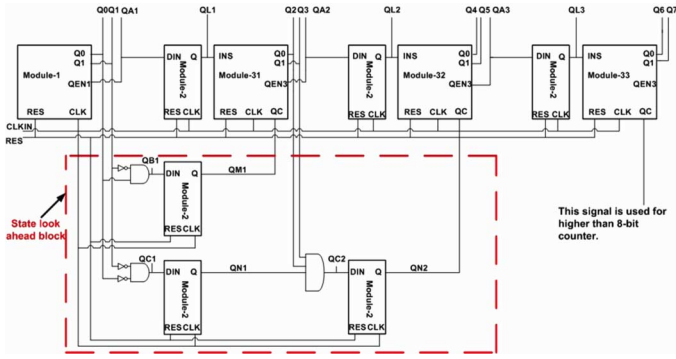 Q0Q1 QA1 QL1 Q2Q3 QA2 QL2 Q4 Q5 QA3 QL3 Q6 Q7
Q0 DIN Q INS Q0 DIN Q INS Q0 DIN Q INS Q0
Module-1 Q1 Module-2 Module-31 Q1 Module-2 Module-32 Q1 Module-2 Module-33 Q1
QEN1 QEN3 QEN3 QEN3
RES CLK RES CLK RES CLK QC RES CLK RES CLK QC RES CLK RES CLK QC
CLKIN
RES
QB1 DIN Q QM1
Module-2
RES CLK
State look
ahead block
This signal is used for
higher than 8-bit
counter.
QC1 DIN Q QN1 QC2 DIN Q QN2
Module-2 Module-2
RES CLK RES CLK